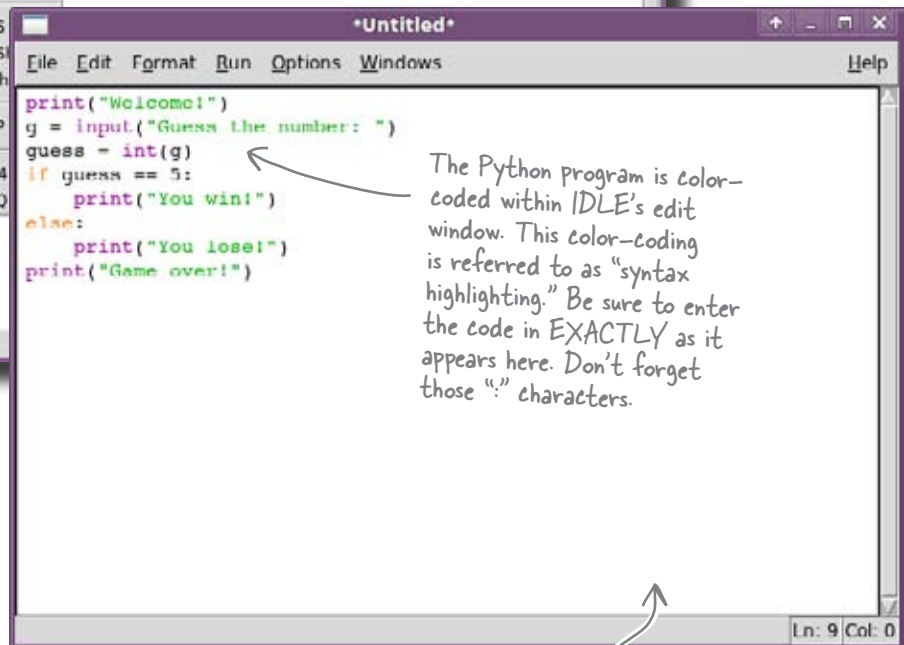 *Untitled*
File Edit Format Run Options Windows Help
print("Welcome!")
g = input("Guess the number: ")
guess = int(g)
if guess == 5:
    print("You win!")
else:
    print("You lose!")
print("Game over!")
The Python program is color-
coded within IDLE's edit
window. This color-coding
is referred to as "syntax
highlighting." Be sure to enter
the code in EXACTLY as it
appears here. Don't forget
those ":" characters.
Ln: 9 Col: 0